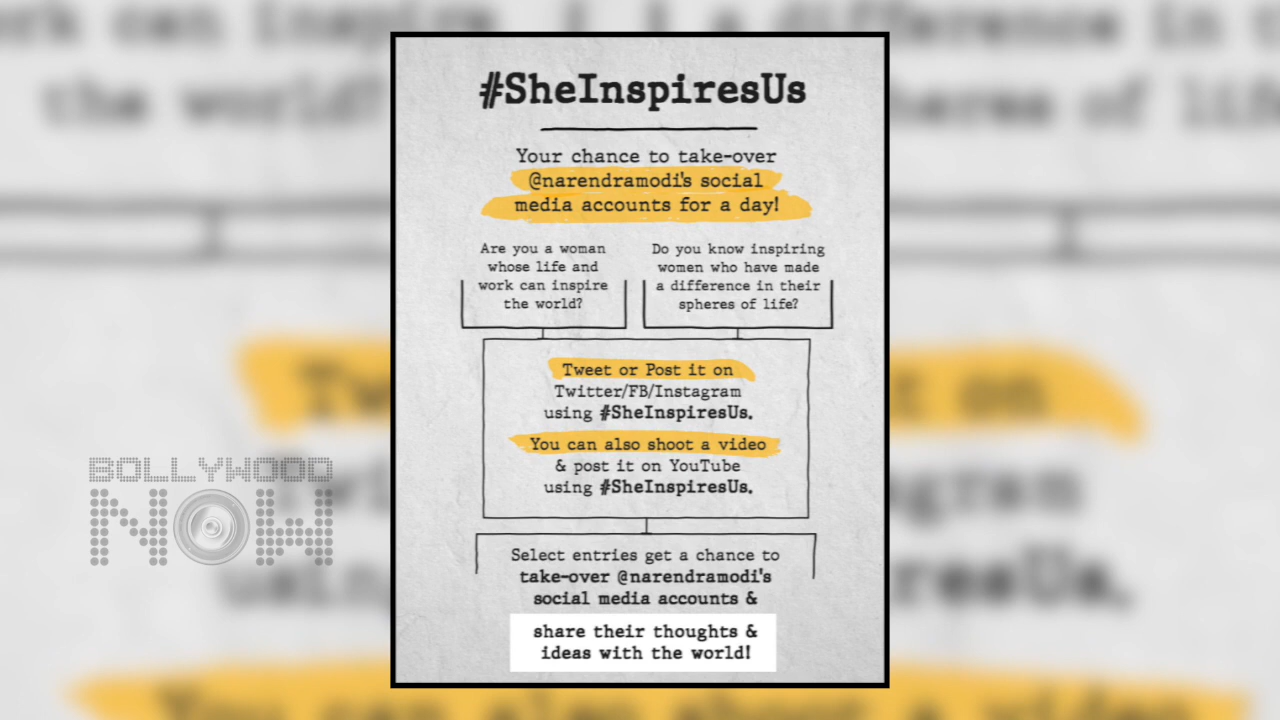 #SheInspiresUs
Your chance to take-over
@narendramodi's social
media accounts for a day!
Are you a woman
whose life and
work can inspire
the world?
Do you know inspiring
women who have made
a difference in their
spheres of life?
Tweet or Post it on
Twitter/FB/Instagram
using #SheInspiresUs.
You can also shoot a video
& post it on YouTube
using #SheInspiresUs.
Select entries get a chance to
take-over @narendramodi's
social media accounts &
share their thoughts &
ideas with the world!
BOLLYWOOD
NOW